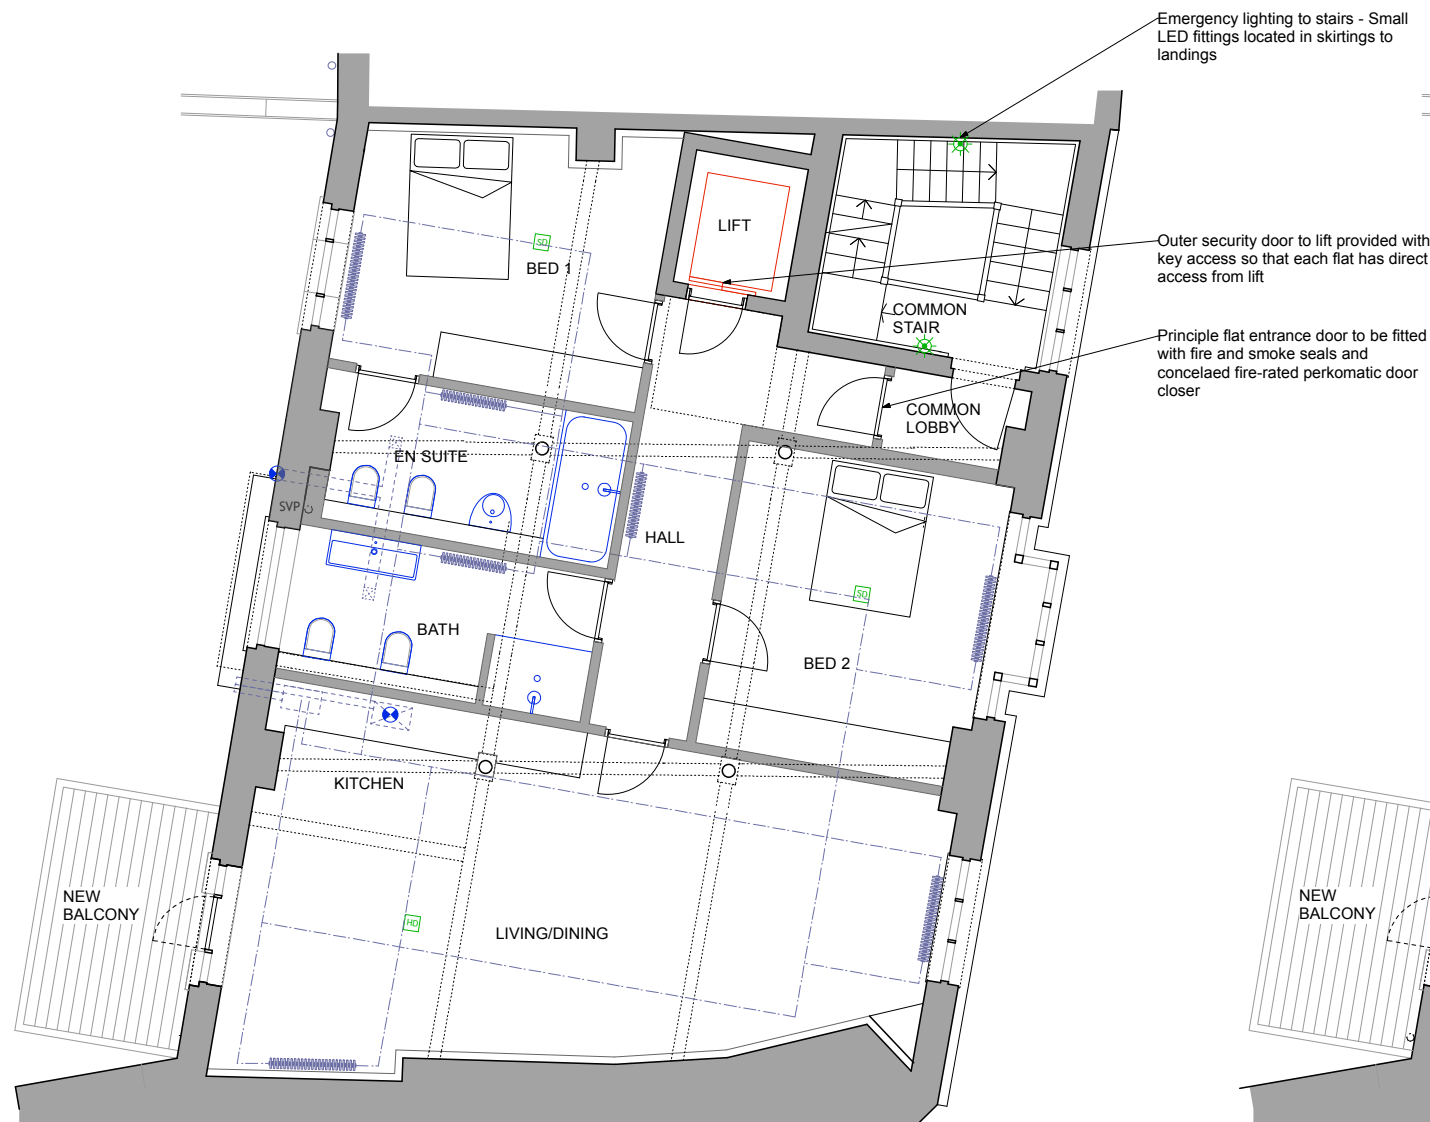 Emergency lighting to stairs - Small
LED fittings located in skirtings to
landings
LIFT
Outer security door to lift provided with
key access so that each flat has direct
access from lift
SD
BED 1
COMMON
STAIR
Principle flat entrance door to be fitted
with fire and smoke seals and
concelaed fire-rated perkomatic door
closer
COMMON
LOBBY
EN SUITE
SVP
HALL
SD
BATH
BED 2
KITCHEN
NEW
BALCONY
HD
LIVING/DINING
NEW
BALCONY